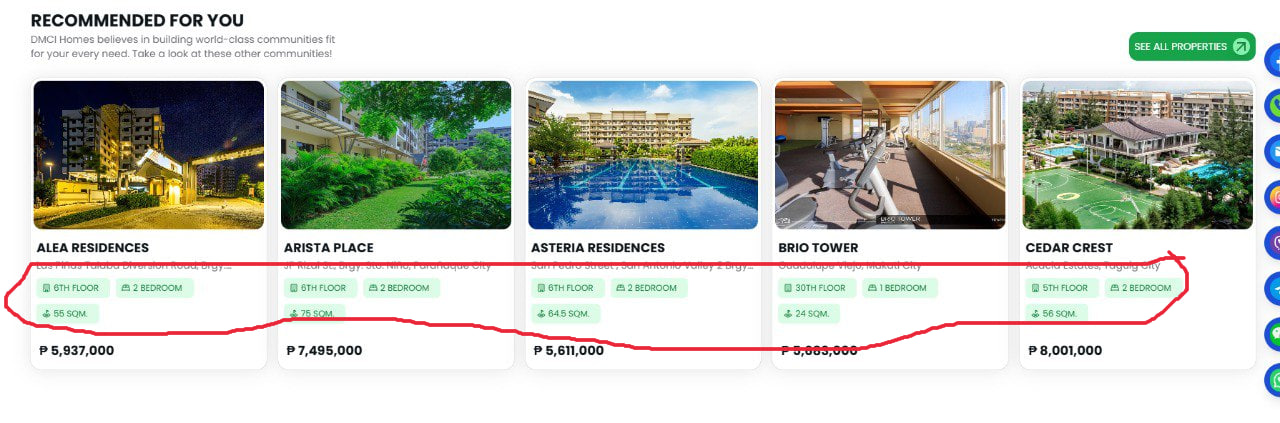 RECOMMENDED FOR YOU
DMCI Homes believes in building world-class communities fit
for your every need. Take a look at these other communities!
SEE ALL PROPERTIES
ALEA RESIDENCES
Las Piñas Talaba Diversion Road, Brgy....
6TH FLOOR
2 BEDROOM
55 SQM.
₱ 5,937,000
ARISTA PLACE
JP Rizal St., Brgy. Sto. Niño, Parañaque City
6TH FLOOR
2 BEDROOM
75 SQM.
₱ 7,495,000
ASTERIA RESIDENCES
San Pedro Street , San Antonio Valley 2 Brgy...
6TH FLOOR
2 BEDROOM
64.5 SQM.
₱ 5,611,000
BRIO TOWER
BRIO TOWER
Guadalupe Viejo, Makati City
30TH FLOOR
1 BEDROOM
24 SQM.
₱ 5,683,000
CEDAR CREST
Acacia Estates, Taguig City
5TH FLOOR
2 BEDROOM
56 SQM.
₱ 8,001,000